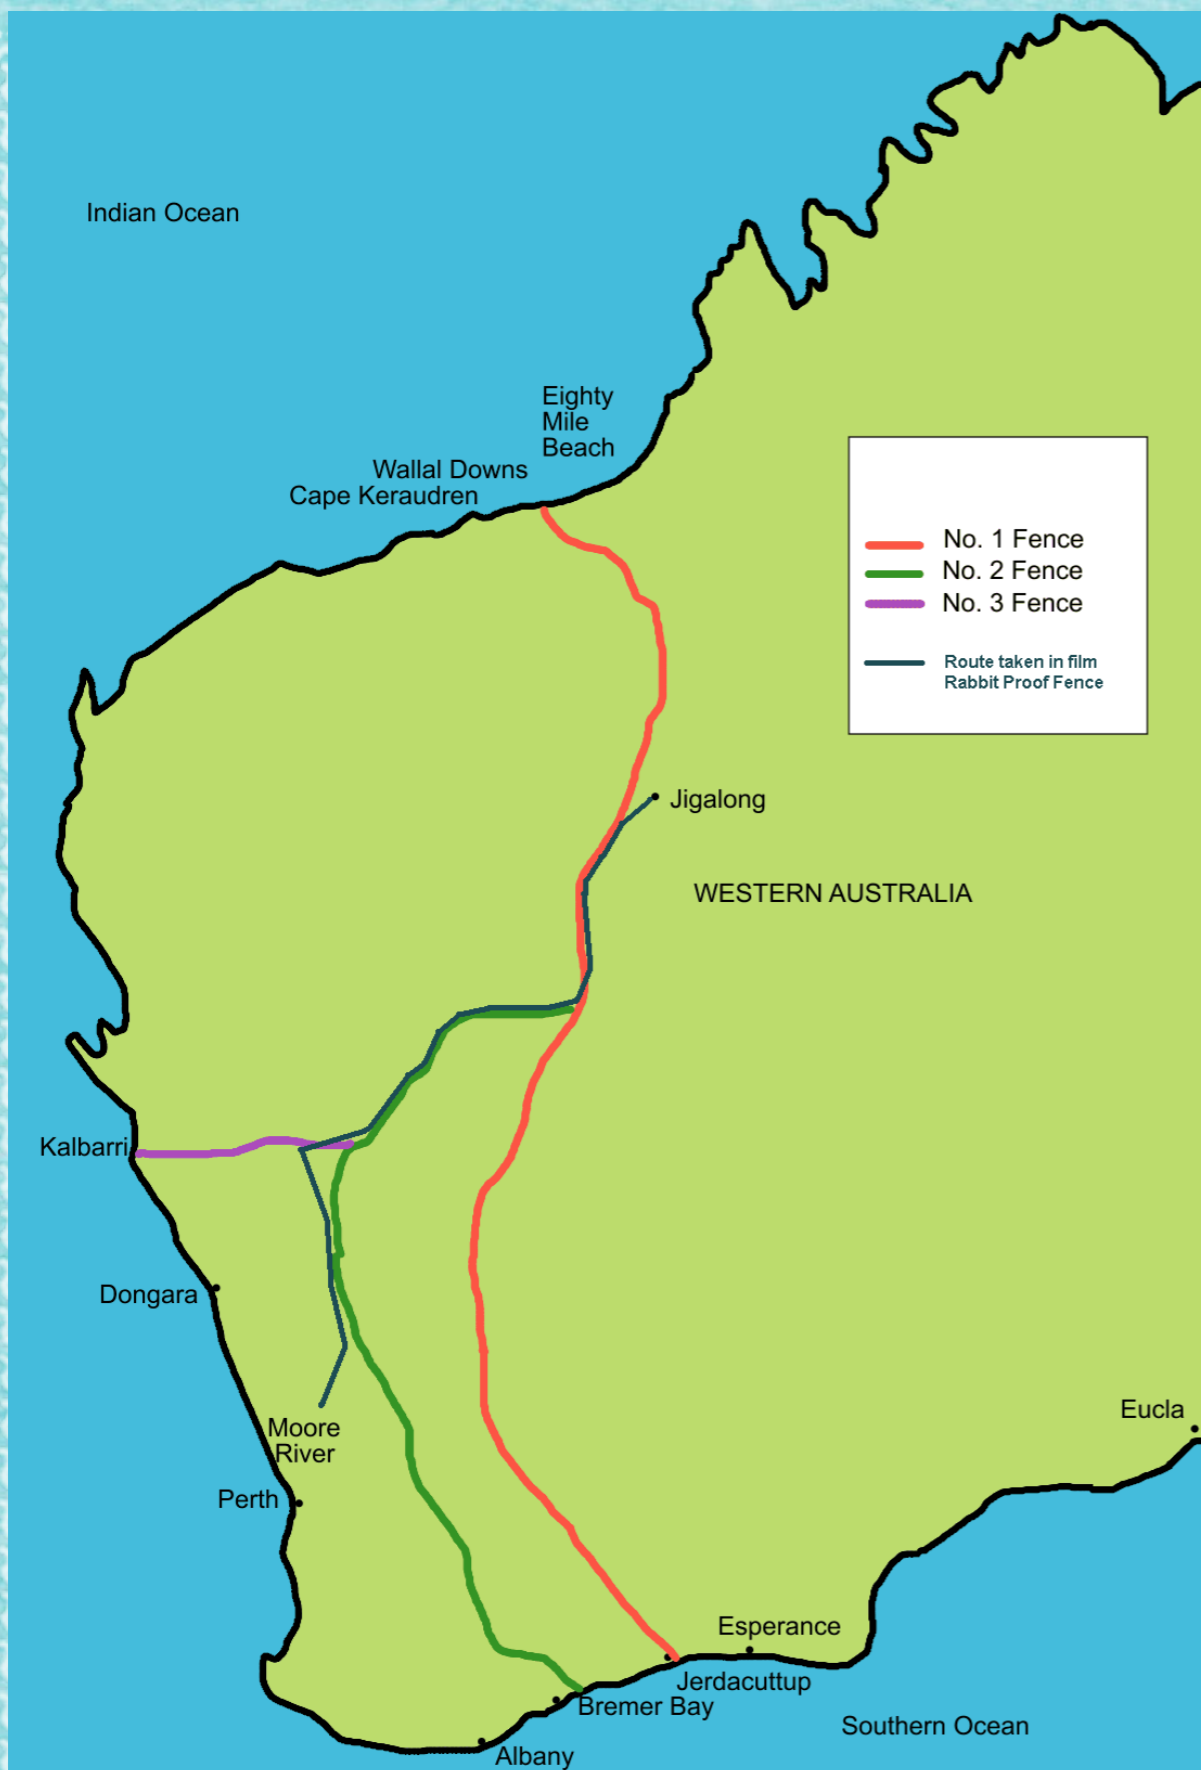 Indian Ocean
Eighty
Mile
Beach
Wallal Downs
Cape Keraudren
No. 1 Fence
No. 2 Fence
No. 3 Fence
Route taken in film
Rabbit Proof Fence
Jigalong
WESTERN AUSTRALIA
Kalbarri
Dongara
Moore
River
Eucla
Perth
Esperance
Jerdacuttup
Bremer Bay
Southern Ocean
Albany